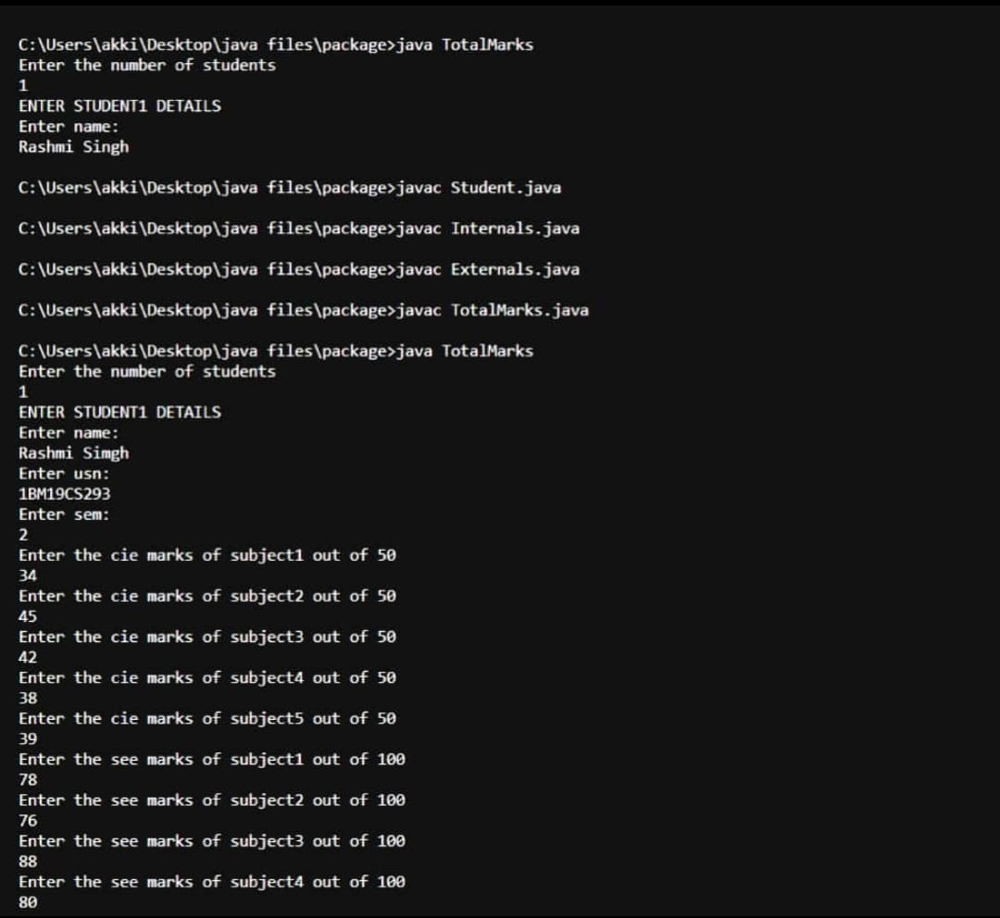 C:\Users\akki\Desktop\java files\package>java TotalMarks
Enter the number of students
1
ENTER STUDENT1 DETAILS
Enter name:
Rashmi Singh
C:\Users\akki\Desktop\java files\package>javac Student.java
C:\Users\akki\Desktop\java files\package>javac Internals.java
C:\Users\akki\Desktop\java files\package>javac Externals.java
C:\Users\akki\Desktop\java files\package>javac TotalMarks.java
C:\Users\akki\Desktop\java files\package>java TotalMarks
Enter the number of students
1
ENTER STUDENT1 DETAILS
Enter name:
Rashmi Simgh
Enter usn:
1BM19CS293
Enter sem:
2
Enter the cie marks of subject1 out of 50
34
Enter the cie marks of subject2 out of 50
45
Enter the cie marks of subject3 out of 50
42
Enter the cie marks of subject4 out of 50
38
Enter the cie marks of subject5 out of 50
39
Enter the see marks of subject1 out of 100
78
Enter the see marks of subject2 out of 100
76
Enter the see marks of subject3 out of 100
88
Enter the see marks of subject4 out of 100
80